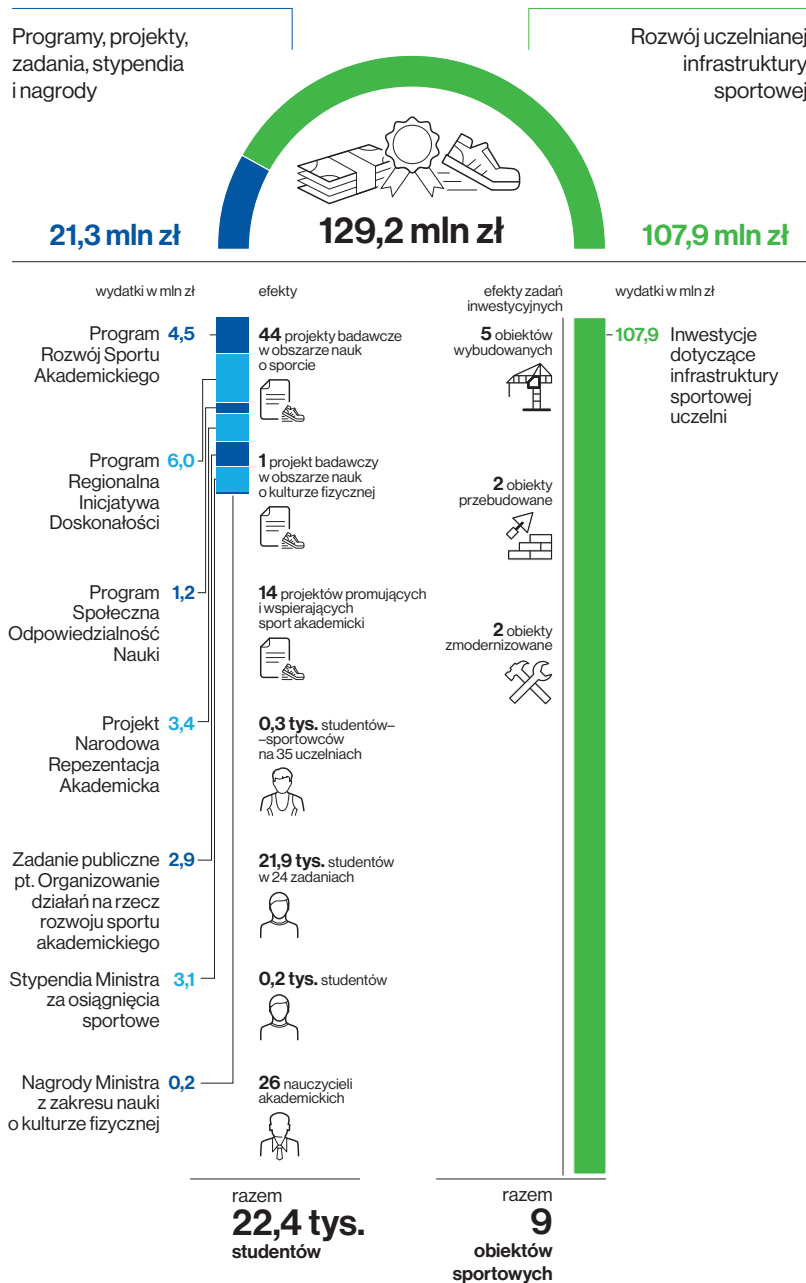 Programy, projekty,
zadania, stypendia
i nagrody
Rozwój uczelnianej
infrastruktury
sportowej
21,3 mln zł
129,2 mln zł
107,9 mln zł
wydatki w mln zł
efekty
efekty zadań
inwestycyjnych
wydatki w mln zł
Program
Rozwój Sportu
Akademickiego
4,5
44 projekty badawcze
w obszarze nauk
o sporcie
5 obiektów
wybudowanych
107,9
Inwestycje
dotyczące
infrastruktury
sportowej
uczelni
Program
Regionalna
Inicjatywa
Doskonałości
6,0
1 projekt badawczy
w obszarze nauk
o kulturze fizycznej
2 obiekty
przebudowane
Program
Społeczna
Odpowiedzialność
Nauki
1,2
14 projektów promujących
i wspierających
sport akademicki
2 obiekty
zmodernizowane
Projekt
Narodowa
Repezentacja
Akademicka
3,4
0,3 tys. studentów–
–sportowców
na 35 uczelniach
Zadanie publiczne
pt. Organizowanie
działań na rzecz
rozwoju sportu
akademickiego
2,9
21,9 tys. studentów
w 24 zadaniach
Stypendia Ministra
za osiągnięcia
sportowe
3,1
0,2 tys. studentów
Nagrody Ministra
z zakresu nauki
o kulturze fizycznej
0,2
26 nauczycieli
akademickich
razem
22,4 tys.
studentów
razem
9
obiektów
sportowych